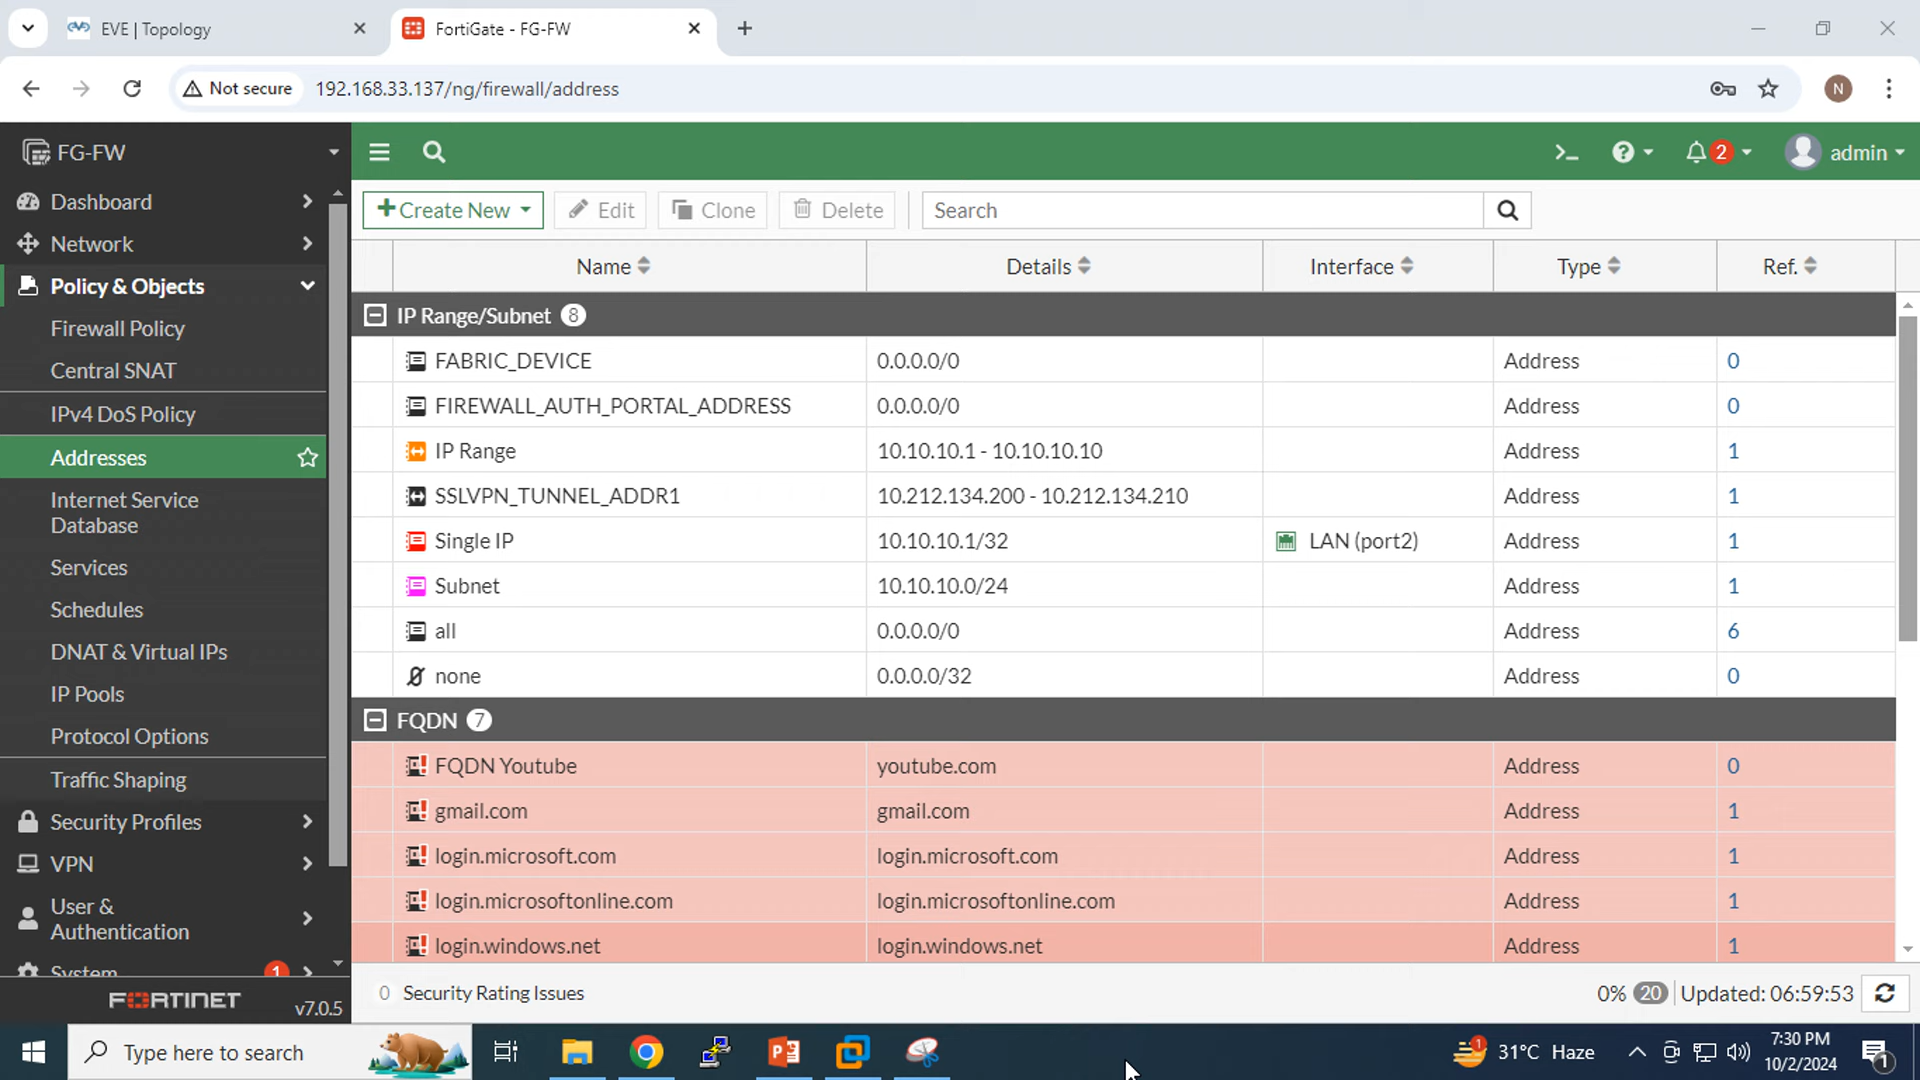 EVE | Topology
FortiGate - FG-FW
Not secure
192.168.33.137/ng/firewall/address
N
FG-FW
2
admin
Dashboard
Network
Policy & Objects
Firewall Policy
Central SNAT
IPv4 DoS Policy
Addresses
Internet Service
Database
Services
Schedules
DNAT & Virtual IPs
IP Pools
Protocol Options
Traffic Shaping
Security Profiles
VPN
User &
Authentication
System
1
FORTINET
v7.0.5
Create New
Edit
Clone
Delete
Search
Name Details Interface Type Ref.
IP Range/Subnet 8
FABRIC_DEVICE 0.0.0.0/0 Address 0
FIREWALL_AUTH_PORTAL_ADDRESS 0.0.0.0/0 Address 0
IP Range 10.10.10.1 - 10.10.10.10 Address 1
SSLVPN_TUNNEL_ADDR1 10.212.134.200 - 10.212.134.210 Address 1
Single IP 10.10.10.1/32 LAN (port2) Address 1
Subnet 10.10.10.0/24 Address 1
all 0.0.0.0/0 Address 6
none 0.0.0.0/32 Address 0
FQDN 7
FQDN Youtube youtube.com Address 0
gmail.com gmail.com Address 1
login.microsoft.com login.microsoft.com Address 1
login.microsoftonline.com login.microsoftonline.com Address 1
login.windows.net login.windows.net Address 1
0 Security Rating Issues
0% 20 Updated: 06:59:53
Type here to search
1
31°C Haze
7:30 PM
10/2/2024
1